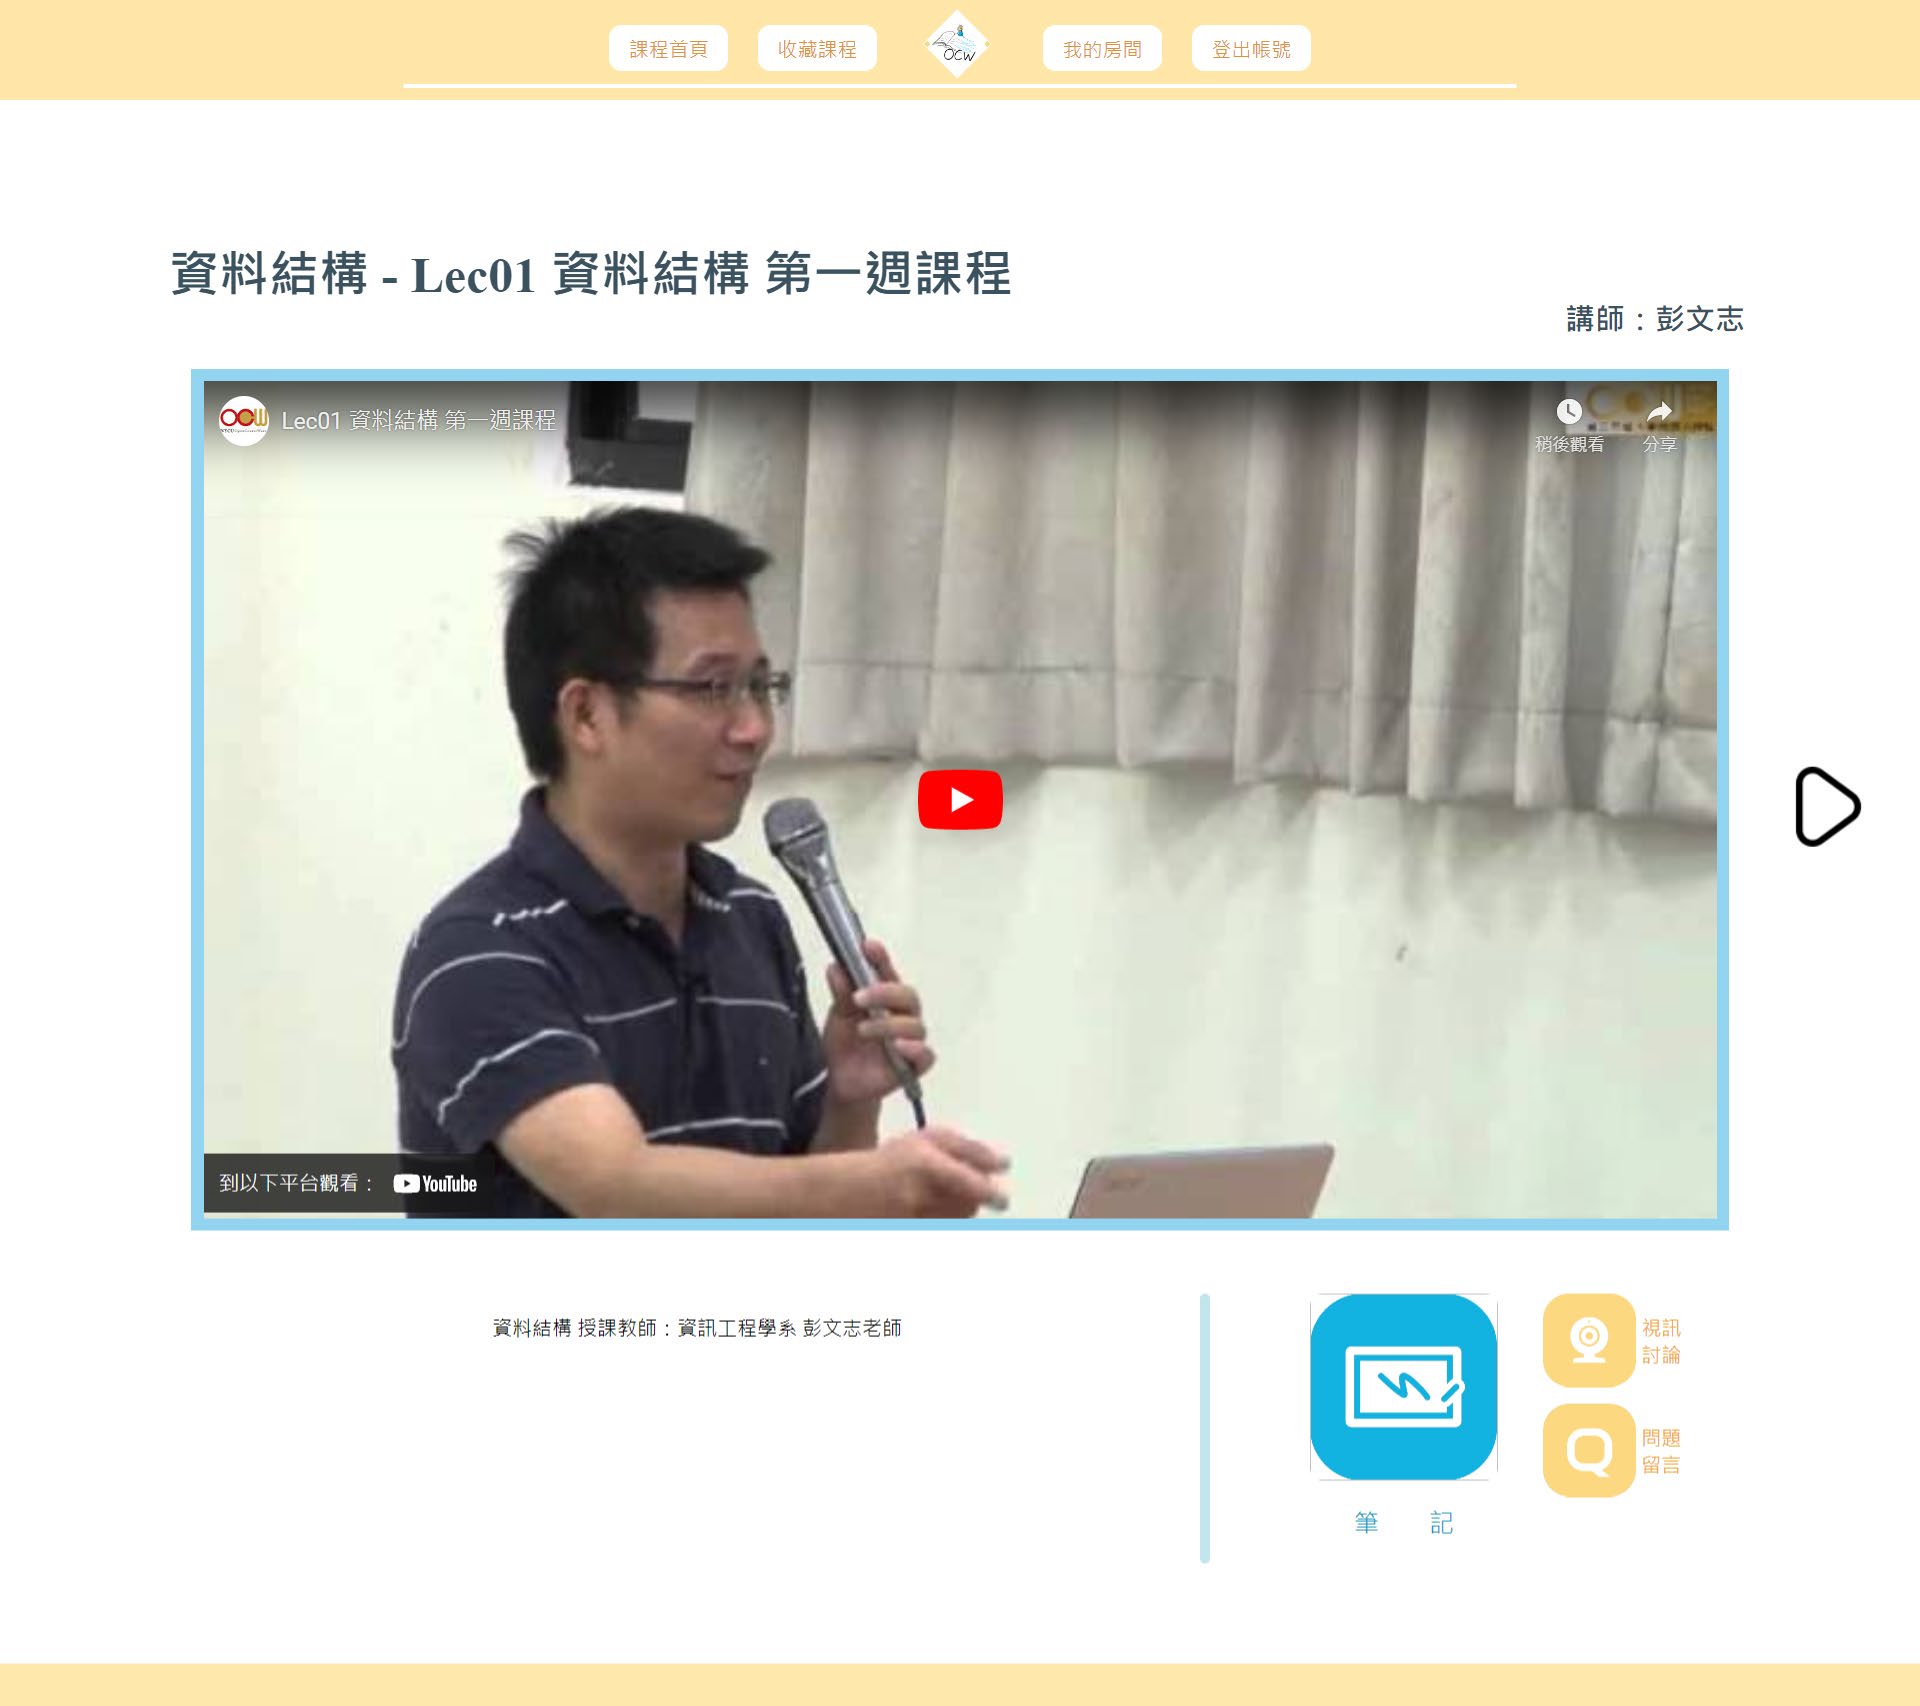 課程首頁
收藏課程
OCW
我的房間
登出帳號
資料結構 - Lec01 資料結構 第一週課程
講師：彭文志
OCW
Lec01 資料結構 第一週課程
稍後觀看
分享
到以下平台觀看：
YouTube
資料結構 授課教師：資訊工程學系 彭文志老師
視訊
討論
Q
問題
留言
筆 記